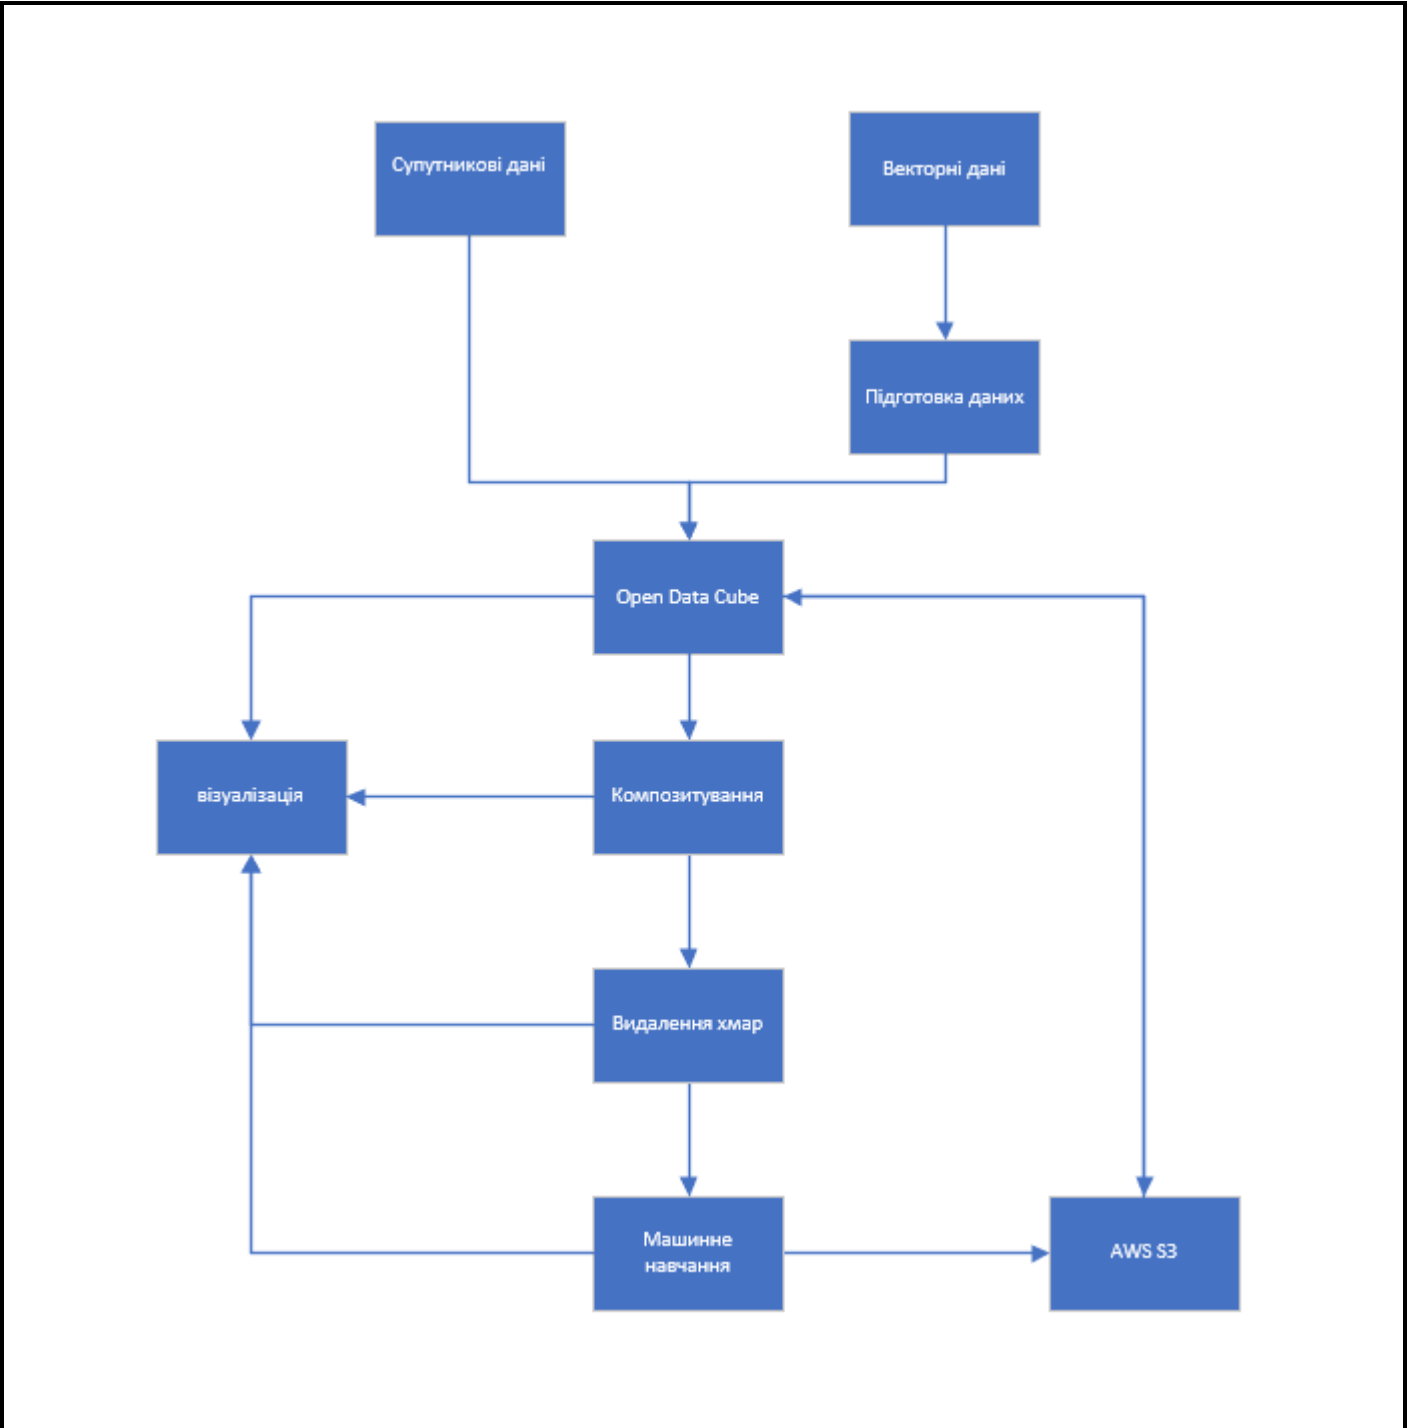 Супутникові дані
Векторні дані
Підготовка даних
Open Data Cube
візуалізація
Композитування
Видалення хмар
Машинне
навчання
AWS S3